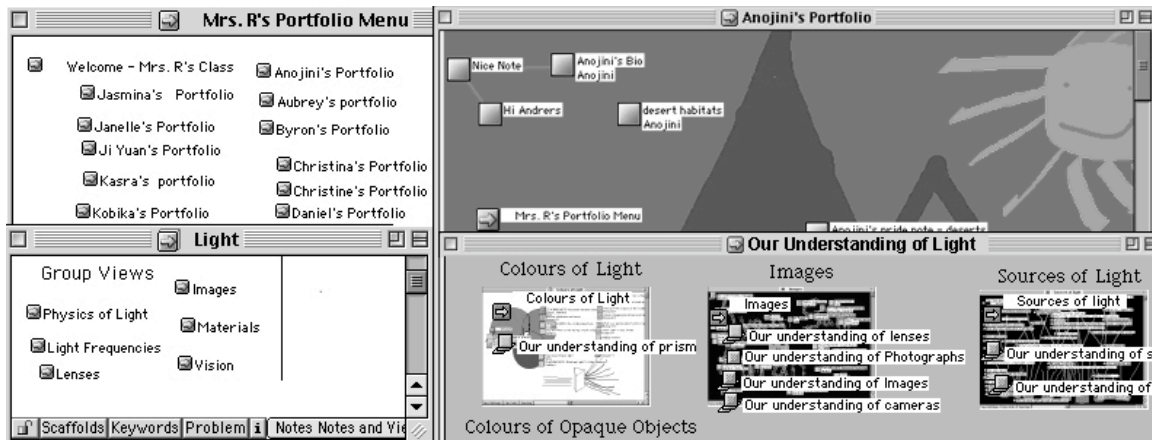 Mrs. R's Portfolio Menu
Welcome - Mrs. R's Class
Jasmina's Portfolio
Janelle's Portfolio
Ji Yuan's Portfolio
Kasra's portfolio
Kobika's Portfolio
Anojini's Portfolio
Aubrey's portfolio
Byron's Portfolio
Christina's Portfolio
Christine's Portfolio
Daniel's Portfolio
Anojini's Portfolio
Nice Note
Anojini's Bio
Anojini
Hi Andrers
desert habitats
Anojini
Mrs. R's Portfolio Menu
Anojini's pride note - deserts
Light
Group Views
Physics of Light
Light Frequencies
Lenses
Images
Materials
Vision
Scaffolds Keywords Problem i Notes Notes and Vie
Our Understanding of Light
Colours of Light
Colours of Light
Our understanding of prism
Images
Images
Our understanding of lenses
Our understanding of Photographs
Our understanding of Images
Our understanding of cameras
Sources of Light
Sources of light
Our understanding of s
Our understanding of
Colours of Opaque Objects